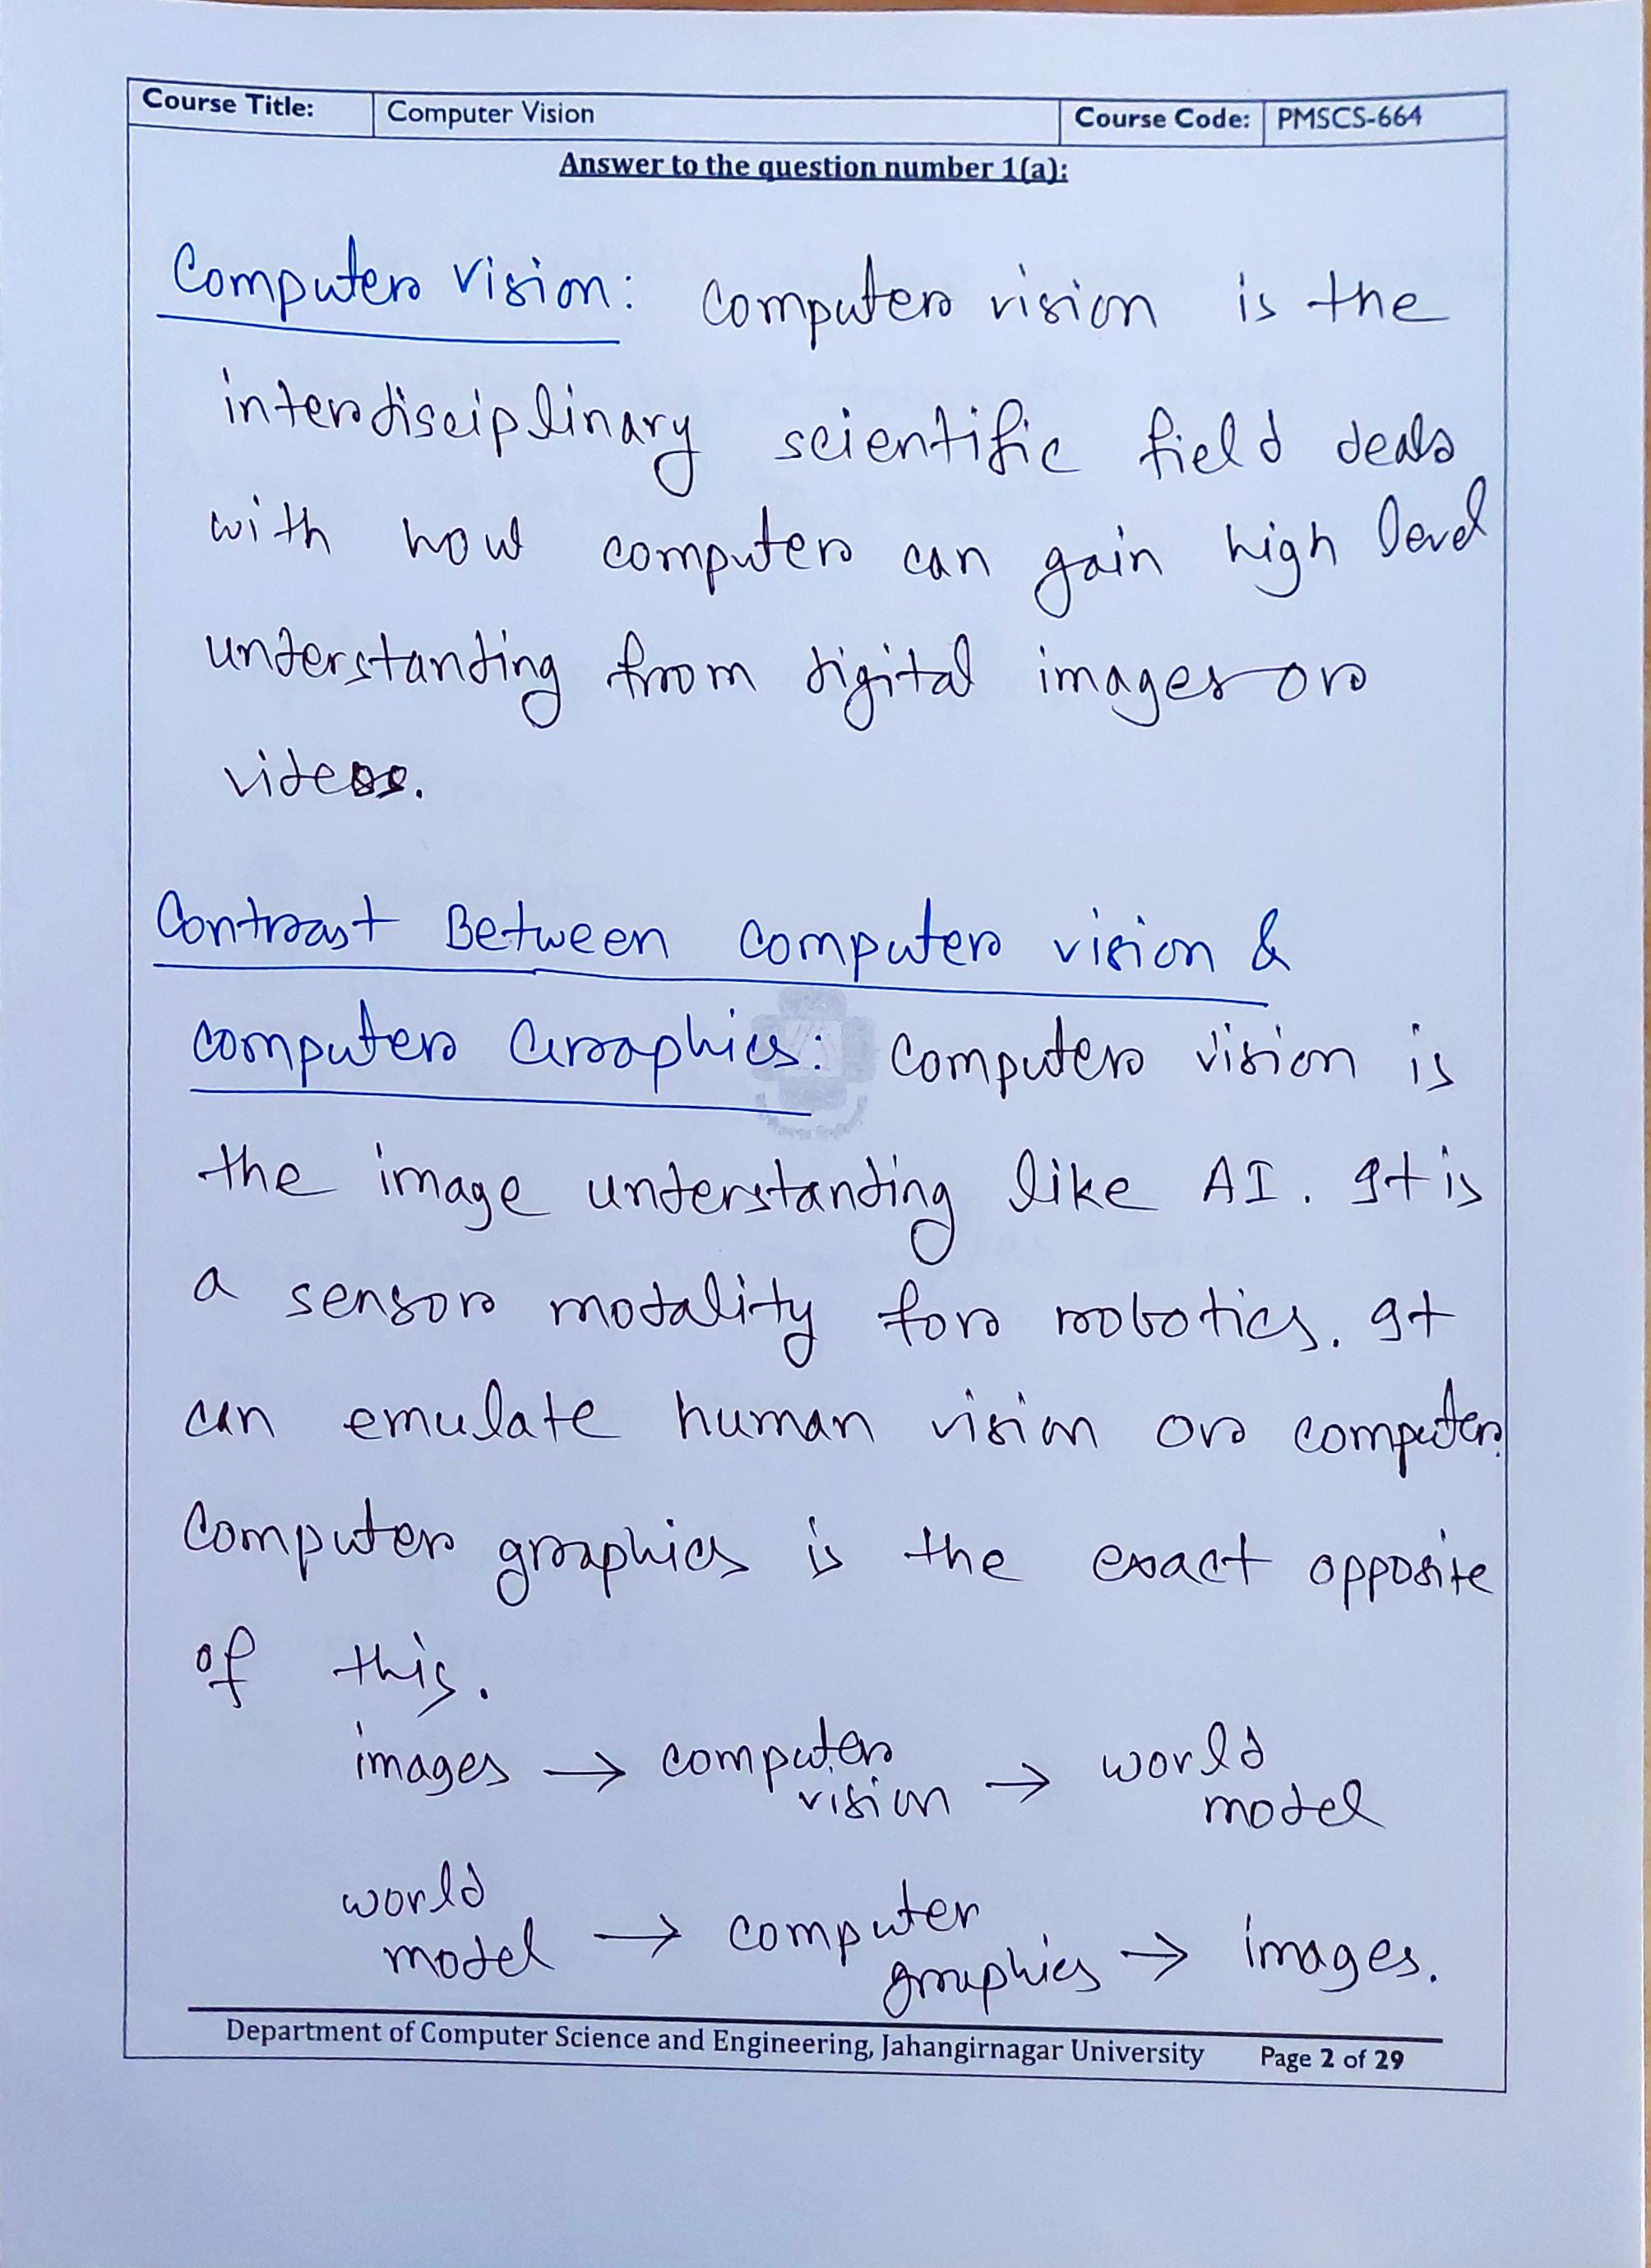 Course Title: Computer Vision Course Code: PMSCS-664
Answer to the question number 1(a):
Computer vision: computer vision is the
interdisciplinary scientific field deals
with how computer can gain high level
understanding from digital images or
videos.
Contrast Between computer vision &
computer Graphics: computer vision is
the image understanding like AI. It is
a sensor modality for robotics. It
can emulate human vision or computer.
Computer graphics is the exact opposite
of this.
images → computer vision → world model
world model → computer graphics → images.
Department of Computer Science and Engineering, Jahangirnagar University Page 2 of 29